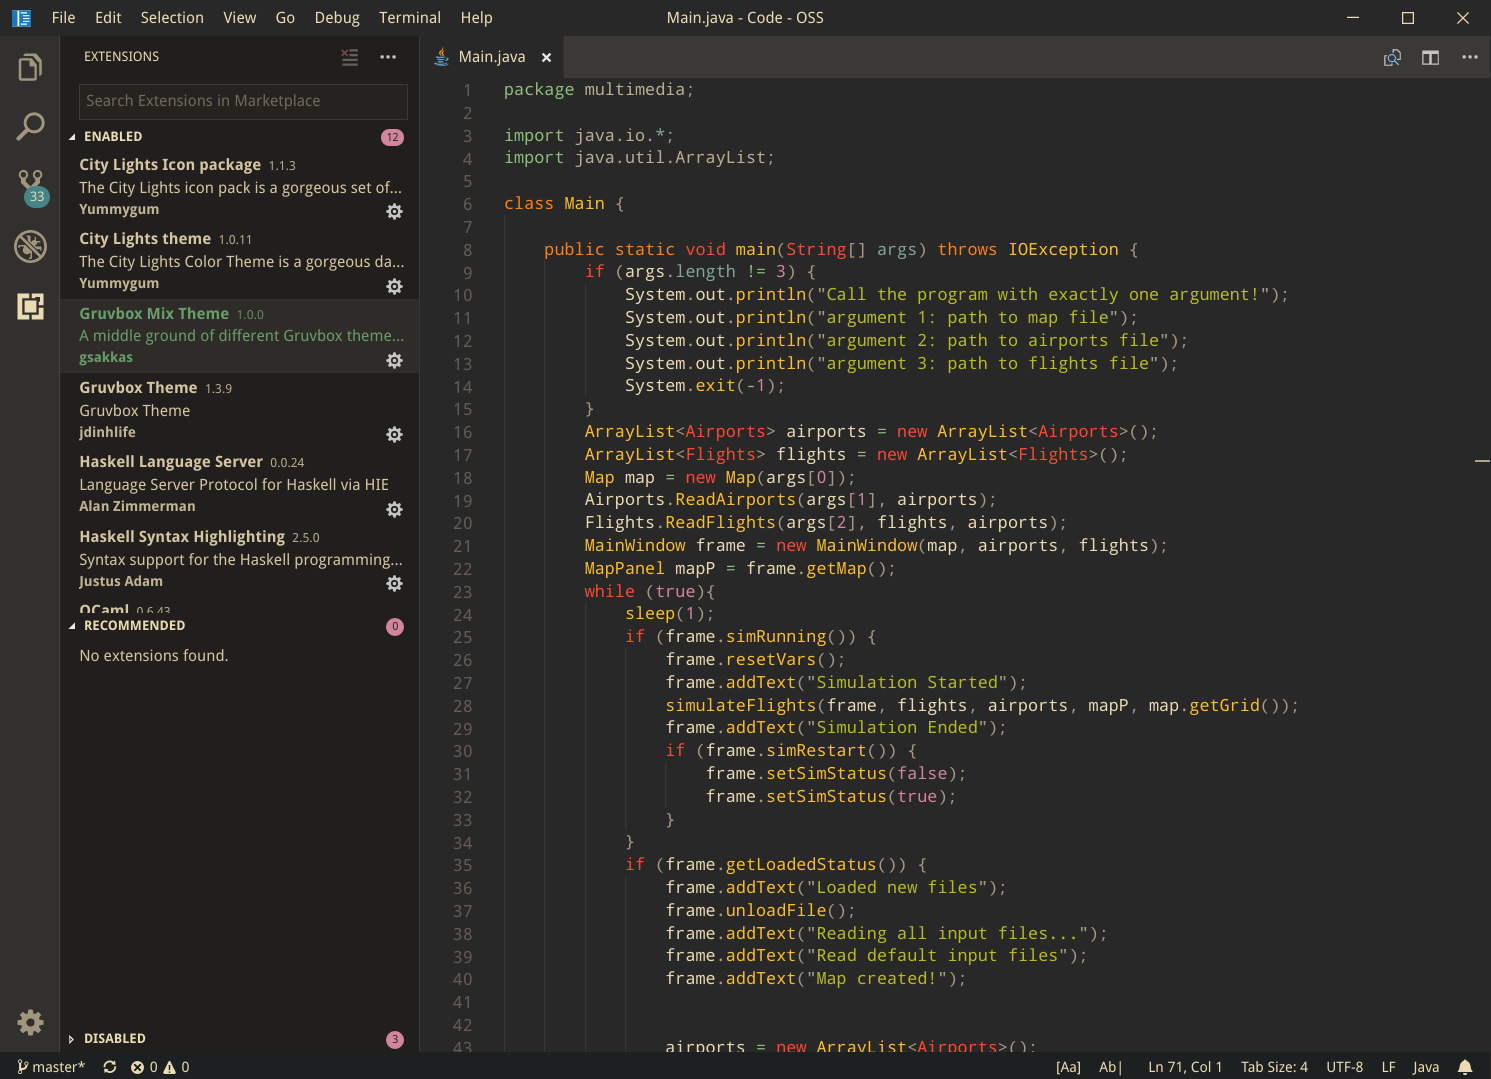 File Edit Selection View Go Debug Terminal Help
Main.java - Code - OSS
EXTENSIONS
Search Extensions in Marketplace
ENABLED 12
City Lights Icon package 1.1.3
The City Lights icon pack is a gorgeous set of...
Yummygum
City Lights theme 1.0.11
The City Lights Color Theme is a gorgeous da...
Yummygum
Gruvbox Mix Theme 1.0.0
A middle ground of different Gruvbox theme...
gsakkas
Gruvbox Theme 1.3.9
Gruvbox Theme
jdinhlife
Haskell Language Server 0.0.24
Language Server Protocol for Haskell via HIE
Alan Zimmerman
Haskell Syntax Highlighting 2.5.0
Syntax support for the Haskell programming...
Justus Adam
OCaml 0.6.43
RECOMMENDED 0
No extensions found.
DISABLED 3
33
Main.java
1 package multimedia;
2
3 import java.io.*;
4 import java.util.ArrayList;
5
6 class Main {
7
8     public static void main(String[] args) throws IOException {
9         if (args.length != 3) {
10             System.out.println("Call the program with exactly one argument!");
11             System.out.println("argument 1: path to map file");
12             System.out.println("argument 2: path to airports file");
13             System.out.println("argument 3: path to flights file");
14             System.exit(-1);
15         }
16         ArrayList<Airports> airports = new ArrayList<Airports>();
17         ArrayList<Flights> flights = new ArrayList<Flights>();
18         Map map = new Map(args[0]);
19         Airports.ReadAirports(args[1], airports);
20         Flights.ReadFlights(args[2], flights, airports);
21         MainWindow frame = new MainWindow(map, airports, flights);
22         MapPanel mapP = frame.getMap();
23         while (true){
24             sleep(1);
25             if (frame.simRunning()) {
26                 frame.resetVars();
27                 frame.addText("Simulation Started");
28                 simulateFlights(frame, flights, airports, mapP, map.getGrid());
29                 frame.addText("Simulation Ended");
30                 if (frame.simRestart()) {
31                     frame.setSimStatus(false);
32                     frame.setSimStatus(true);
33                 }
34             }
35             if (frame.getLoadedStatus()) {
36                 frame.addText("Loaded new files");
37                 frame.unloadFile();
38                 frame.addText("Reading all input files...");
39                 frame.addText("Read default input files");
40                 frame.addText("Map created!");
41
42
43                 airports = new ArrayList<Airports>();
master* 0 0
[Aa] Ab| Ln 71, Col 1 Tab Size: 4 UTF-8 LF Java